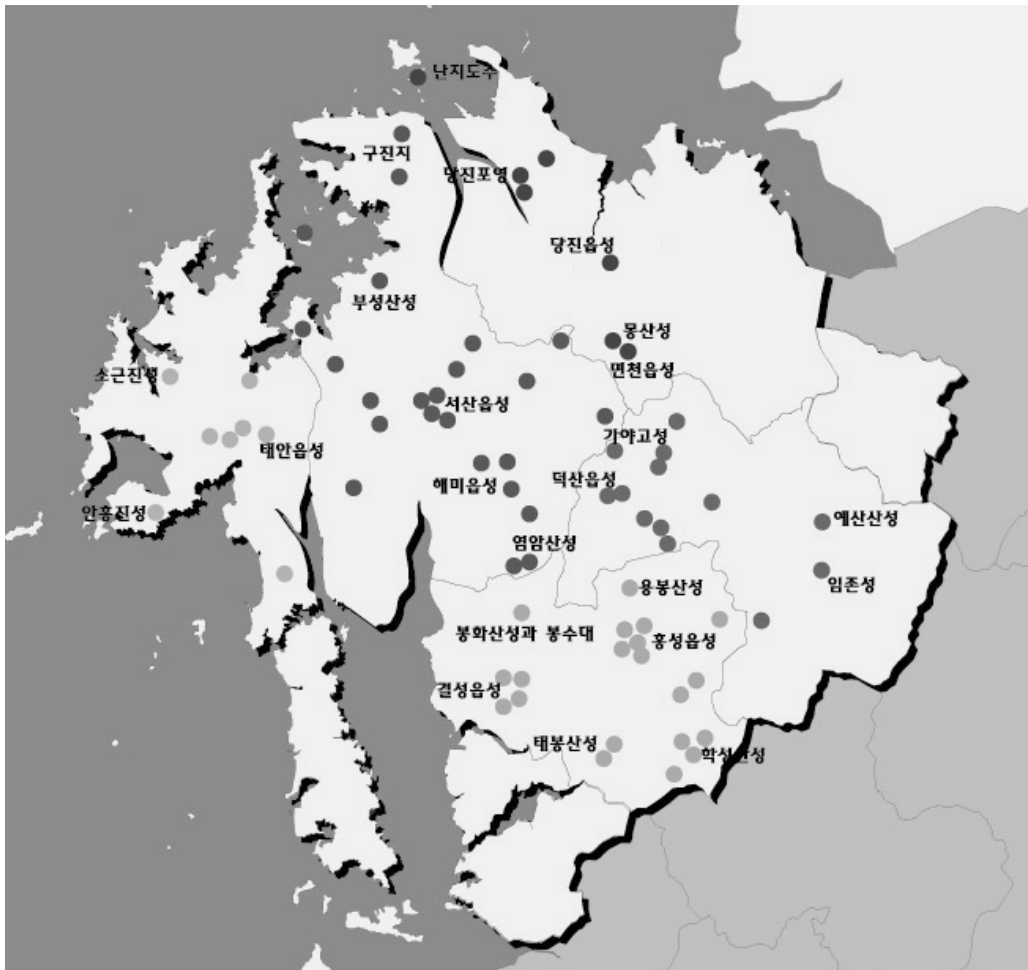 난지도수
구진지
당진포영
당진읍성
부성산성
몽산성
면천읍성
소근진성
서산읍성
가야고성
태안읍성
해미읍성
덕산읍성
안흥진성
예산산성
염암산성
임존성
용봉산성
봉화산성과 봉수대
홍성읍성
결성읍성
태봉산성
학성산성